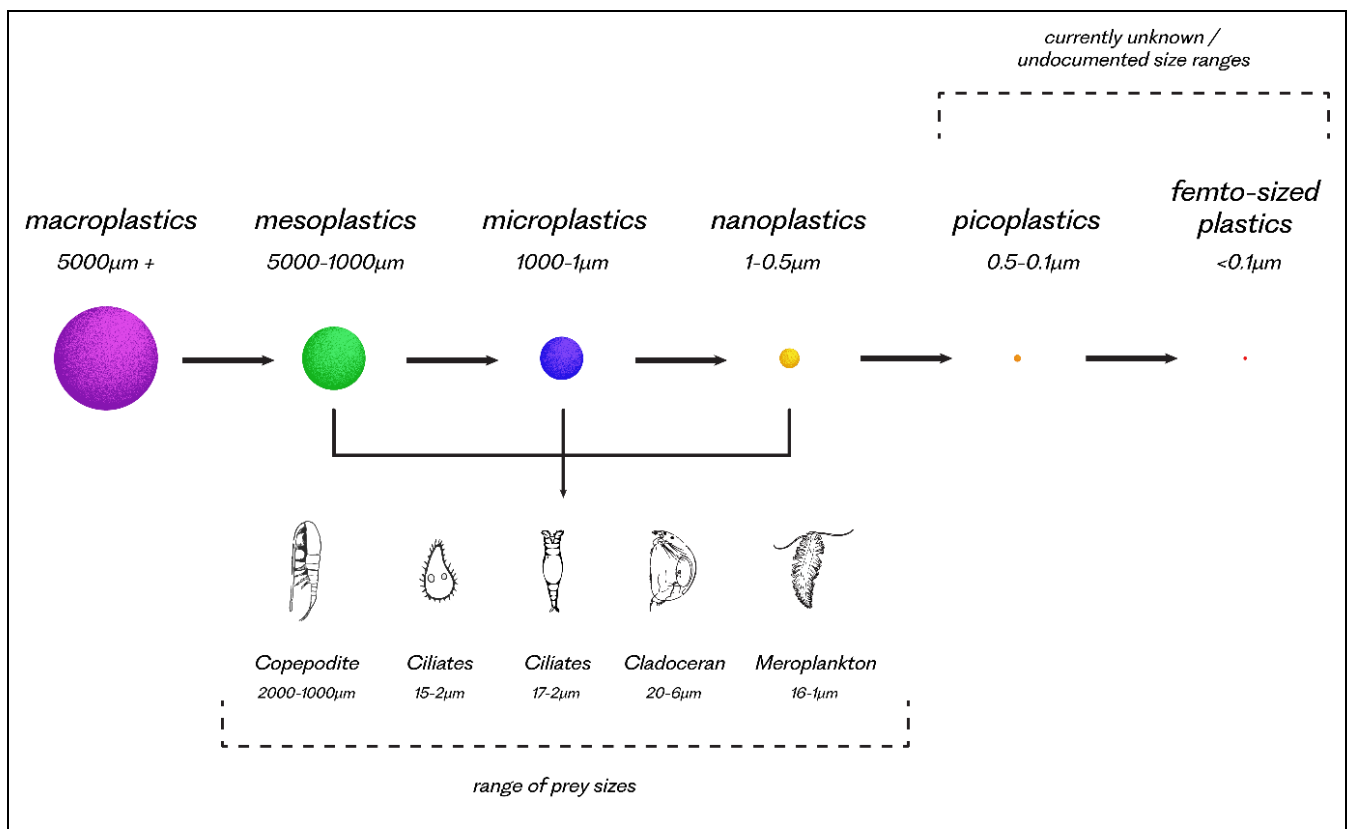 currently unknown /
undocumented size ranges
macroplastics
5000μm +
mesoplastics
5000-1000μm
microplastics
1000-1μm
nanoplastics
1-0.5μm
picoplastics
0.5-0.1μm
femto-sized
plastics
<0.1μm
Copepodite
2000-1000μm
Ciliates
15-2μm
Ciliates
17-2μm
Cladoceran
20-6μm
Meroplankton
16-1μm
range of prey sizes